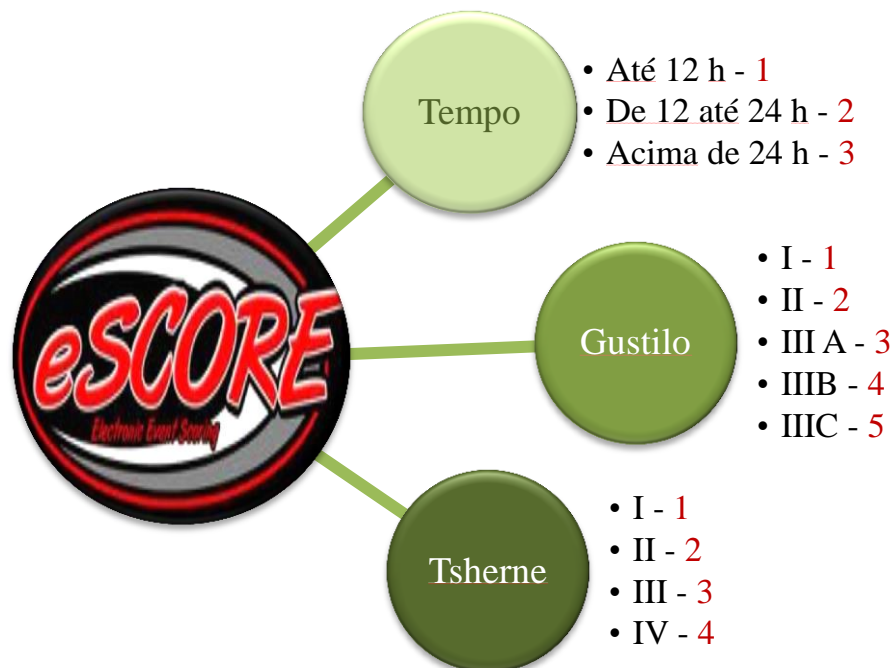 Tempo
• Até 12 h - 1
• De 12 até 24 h - 2
• Acima de 24 h - 3
eSCORE
Electronic Event Scoring
Gustilo
• I - 1
• II - 2
• III A - 3
• IIIB - 4
• IIIC - 5
Tsherne
• I - 1
• II - 2
• III - 3
• IV - 4